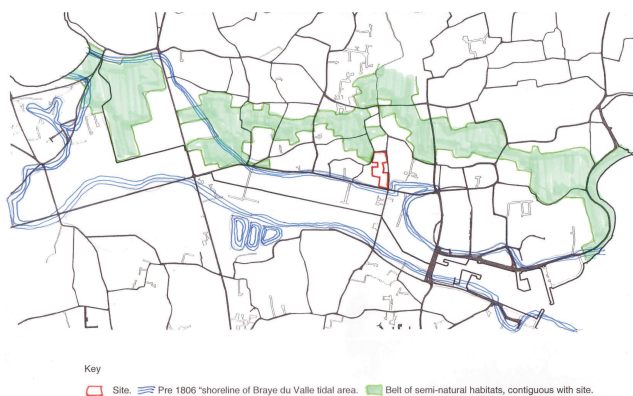 Key
Site. Pre 1806 "shoreline of Braye du Valle tidal area. Belt of semi-natural habitats, contiguous with site.